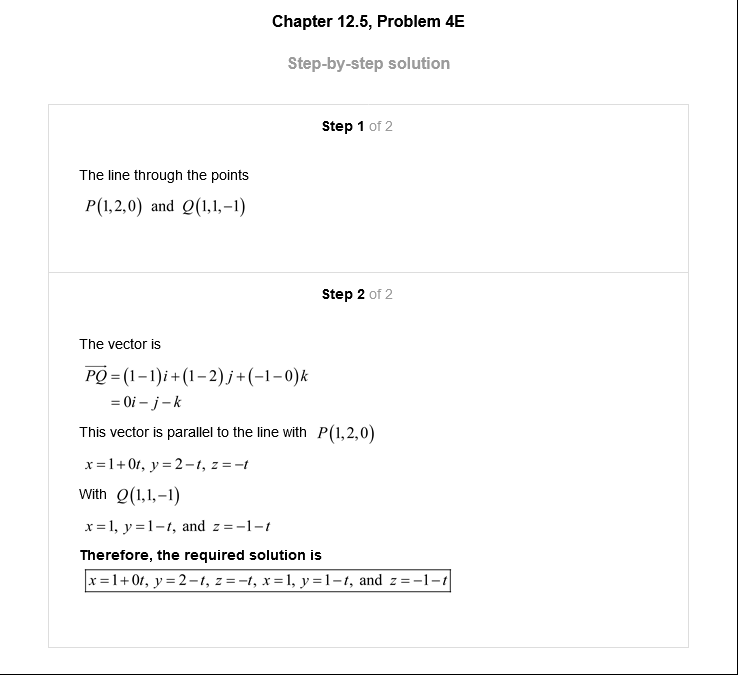 Chapter 12.5, Problem 4E
Step-by-step solution
Step 1 of 2
The line through the points
P(1,2,0) and Q(1,1,−1)
Step 2 of 2
The vector is
PQ = (1−1)i+(1−2)j+(−1−0)k
= 0i − j − k
This vector is parallel to the line with P(1,2,0)
x = 1+0t, y = 2−t, z = −t
With Q(1,1,−1)
x = 1, y = 1−t, and z = −1−t
Therefore, the required solution is
x = 1+0t, y = 2−t, z = −t, x = 1, y = 1−t, and z = −1−t